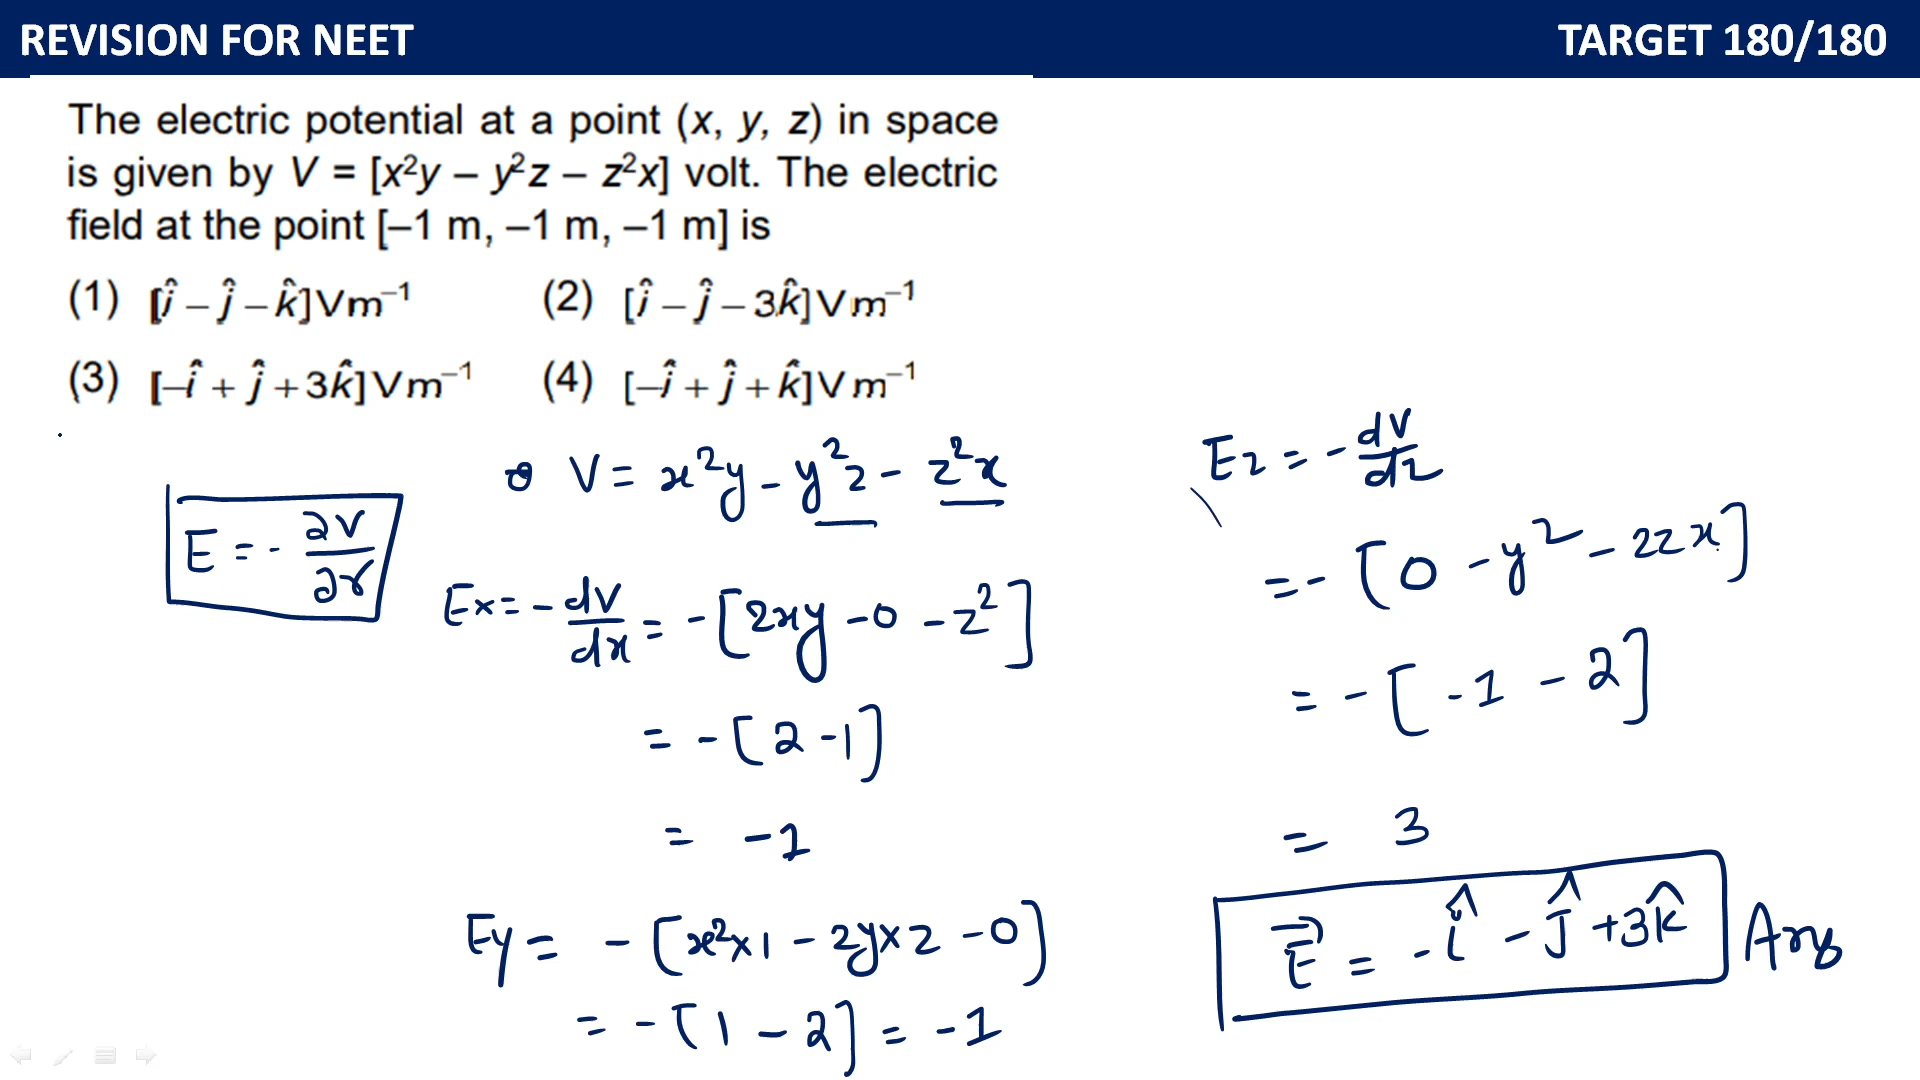 REVISION FOR NEET
TARGET 180/180
The electric potential at a point (x, y, z) in space
is given by V = [x²y – y²z – z²x] volt. The electric
field at the point [–1 m, –1 m, –1 m] is
(1) [î – ĵ – k̂]Vm⁻¹ (2) [î – ĵ – 3k̂]Vm⁻¹
(3) [–î + ĵ + 3k̂]Vm⁻¹ (4) [–î + ĵ + k̂]Vm⁻¹
E = - ∂V/∂r
V = x²y - y²z - z²x
Ex = - dV/dx = - [2xy - 0 - z²]
= - [2 - 1]
= -1
Ey = - [x²x1 - 2yxz - 0]
= - [1 - 2] = -1
Ez = - dV/dz
= - [0 - y² - 2zx]
= - [-1 - 2]
= 3
E⃗ = -î - ĵ + 3k̂ Ans